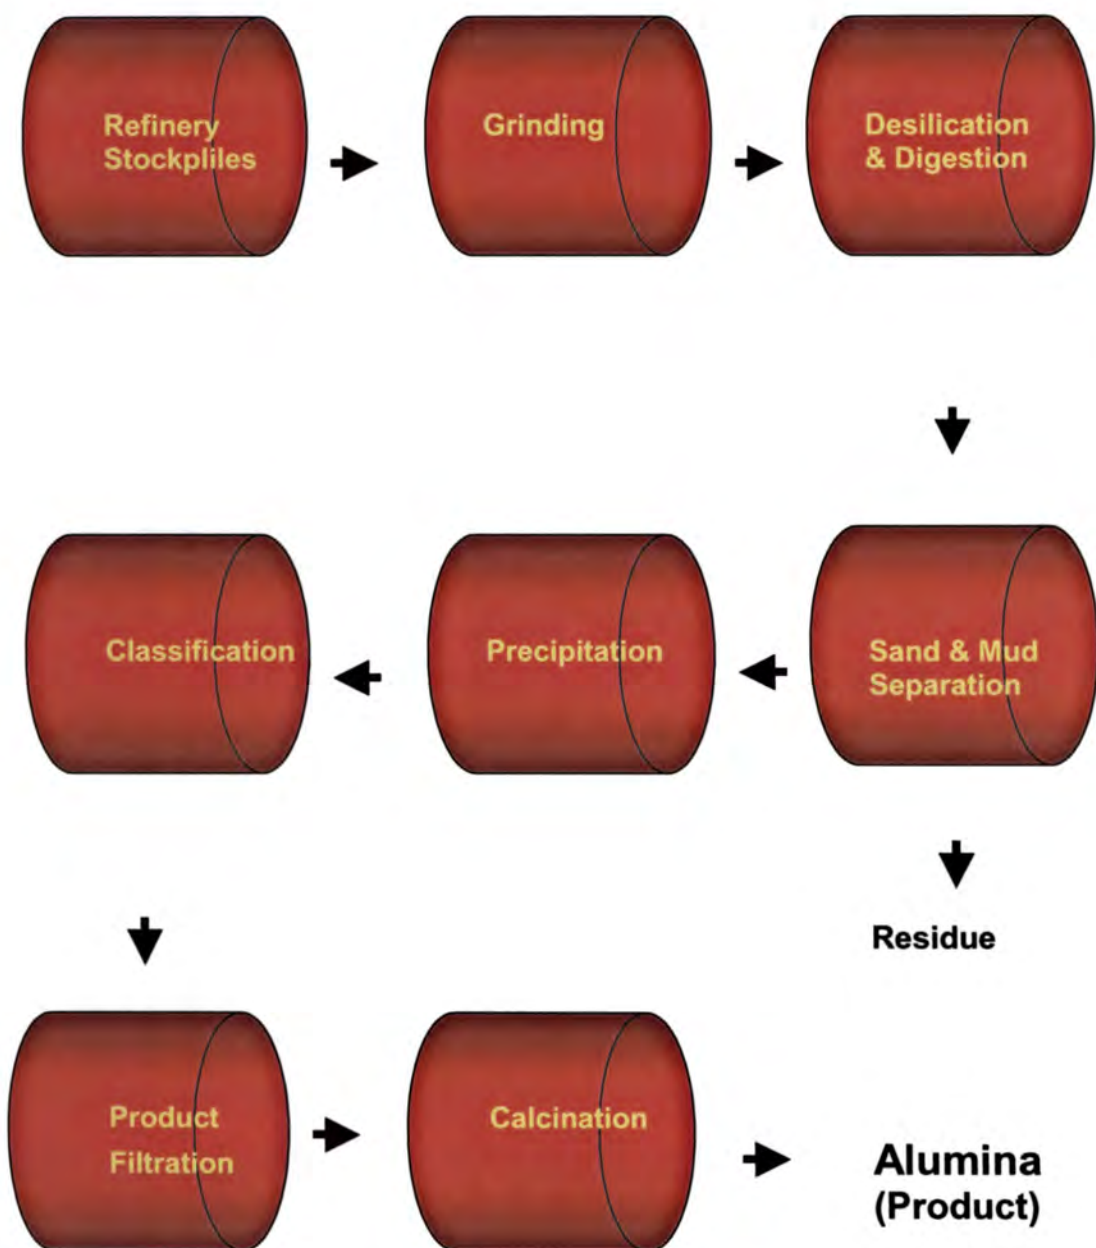 Refinery
Stockpliles
Grinding
Desilication
& Digestion
Classification
Precipitation
Sand & Mud
Separation
Residue
Product
Filtration
Calcination
Alumina
(Product)